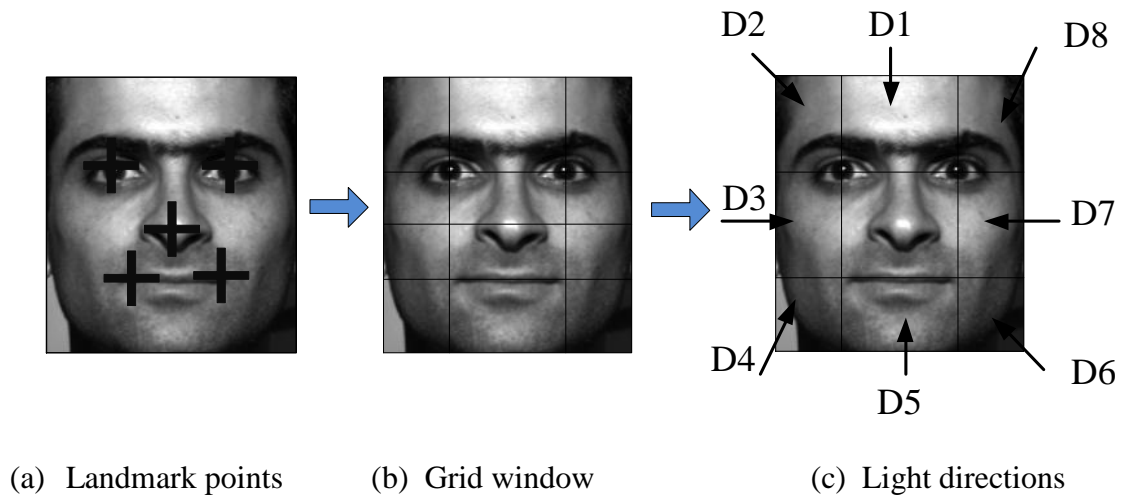 D1
D2
D8
D3
D7
D4
D6
D5
(a) Landmark points
(b) Grid window
(c) Light directions